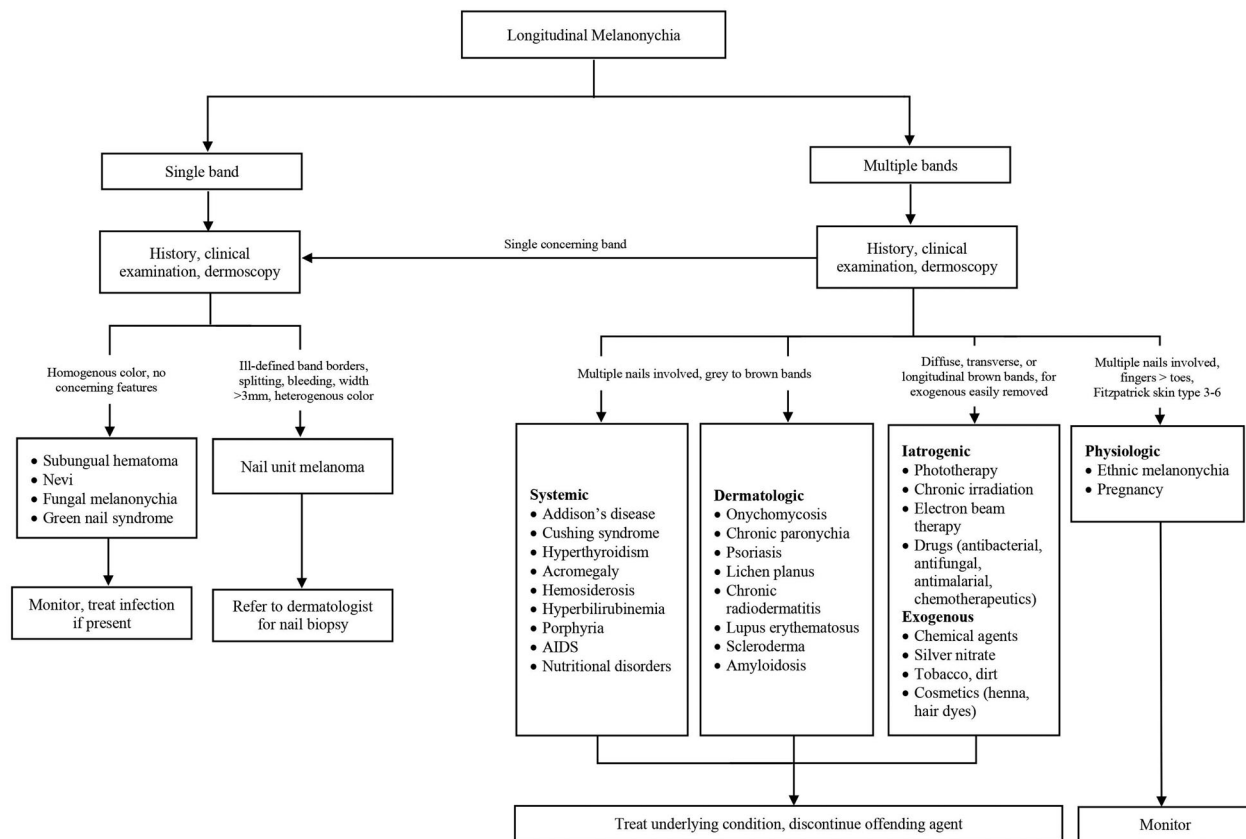 Longitudinal Melanonychia
Single band
Multiple bands
History, clinical
examination, dermoscopy
Single concerning band
History, clinical
examination, dermoscopy
Homogenous color, no
concerning features
Ill-defined band borders,
splitting, bleeding, width
>3mm, heterogenous color
Multiple nails involved, grey to brown bands
Diffuse, transverse, or
longitudinal brown bands, for
exogenous easily removed
Multiple nails involved,
fingers > toes,
Fitzpatrick skin type 3-6
• Subungual hematoma
• Nevi
• Fungal melanonychia
• Green nail syndrome
Nail unit melanoma
Monitor, treat infection
if present
Refer to dermatologist
for nail biopsy
Systemic
• Addison's disease
• Cushing syndrome
• Hyperthyroidism
• Acromegaly
• Hemosiderosis
• Hyperbilirubinemia
• Porphyria
• AIDS
• Nutritional disorders
Dermatologic
• Onychomycosis
• Chronic paronychia
• Psoriasis
• Lichen planus
• Chronic
radiodermatitis
• Lupus erythematosus
• Scleroderma
• Amyloidosis
Iatrogenic
• Phototherapy
• Chronic irradiation
• Electron beam
therapy
• Drugs (antibacterial,
antifungal,
antimalarial,
chemotherapeutics)
Exogenous
• Chemical agents
• Silver nitrate
• Tobacco, dirt
• Cosmetics (henna,
hair dyes)
Physiologic
• Ethnic melanonychia
• Pregnancy
Treat underlying condition, discontinue offending agent
Monitor